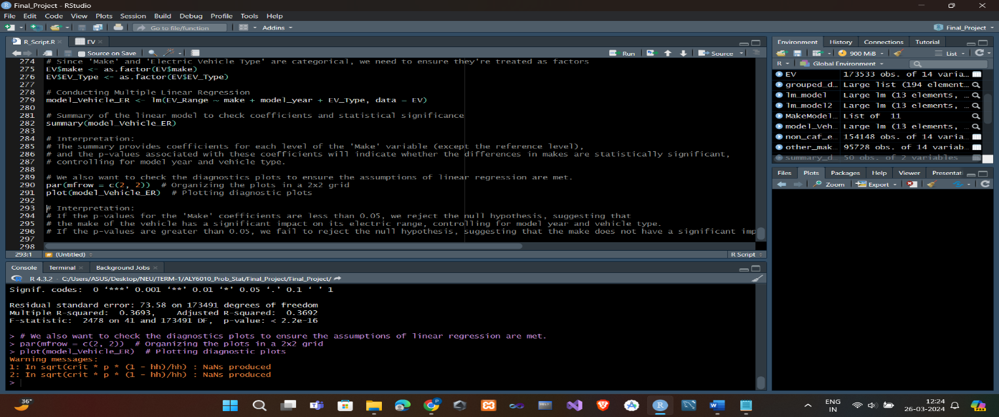 Final_Project - RStudio
File Edit Code View Plots Session Build Debug Profile Tools Help
Go to file/function Addins Final_Project
R_Script.R EV
Source on Save Run Source
274 # Since 'Make' and 'Electric Vehicle Type' are categorical, we need to ensure they're treated as factors
275 EV$make <- as.factor(EV$make)
276 EV$EV_Type <- as.factor(EV$EV_Type)
277
278 # Conducting Multiple Linear Regression
279 model_Vehicle_ER <- lm(EV_Range ~ make + model_year + EV_Type, data = EV)
280
281 # Summary of the linear model to check coefficients and statistical significance
282 summary(model_Vehicle_ER)
283
284 # Interpretation:
285 # The summary provides coefficients for each level of the 'Make' variable (except the reference level),
286 # and the p-values associated with these coefficients will indicate whether the differences in makes are statistically significant,
287 # controlling for model year and vehicle type.
288
289 # We also want to check the diagnostics plots to ensure the assumptions of linear regression are met.
290 par(mfrow = c(2, 2))  # Organizing the plots in a 2x2 grid
291 plot(model_Vehicle_ER)  # Plotting diagnostic plots
292
293 # Interpretation:
294 # If the p-values for the 'Make' coefficients are less than 0.05, we reject the null hypothesis, suggesting that
295 # the make of the vehicle has a significant impact on its electric range, controlling for model year and vehicle type.
296 # If the p-values are greater than 0.05, we fail to reject the null hypothesis, suggesting that the make does not have a significant imp
297
298
293:1 # (Untitled) R Script
Console Terminal Background Jobs
R 4.3.2 · C:/Users/ASUS/Desktop/NEU/TERM-1/ALY6010_Prob_Stat/Final_Project/Final_Project/
Signif. codes:  0 ‘***’ 0.001 ‘**’ 0.01 ‘*’ 0.05 ‘.’ 0.1 ‘ ’ 1
Residual standard error: 73.58 on 173491 degrees of freedom
Multiple R-squared:  0.3693,    Adjusted R-squared:  0.3692
F-statistic:  2478 on 41 and 173491 DF,  p-value: < 2.2e-16
> # We also want to check the diagnostics plots to ensure the assumptions of linear regression are met.
> par(mfrow = c(2, 2))  # Organizing the plots in a 2x2 grid
> plot(model_Vehicle_ER)  # Plotting diagnostic plots
Warning messages:
1: In sqrt(crit * p * (1 - hh)/hh) : NaNs produced
2: In sqrt(crit * p * (1 - hh)/hh) : NaNs produced
>
Environment History Connections Tutorial
900 MiB List
R Global Environment
EV 173533 obs. of 14 varia…
grouped_d… Large list (194 element…
lm_model Large lm (13 elements, …
lm_model2 Large lm (13 elements, …
MakeModel… List of  11
model_Veh… Large lm (13 elements, …
non_caf_e… 154148 obs. of 14 varia…
other_mak… 95728 obs. of 14 variab…
summary_d… 50 obs. of 2 variables
Files Plots Packages Help Viewer Presentat
Zoom Export
36°
ENG
IN
12:24
26-03-2024